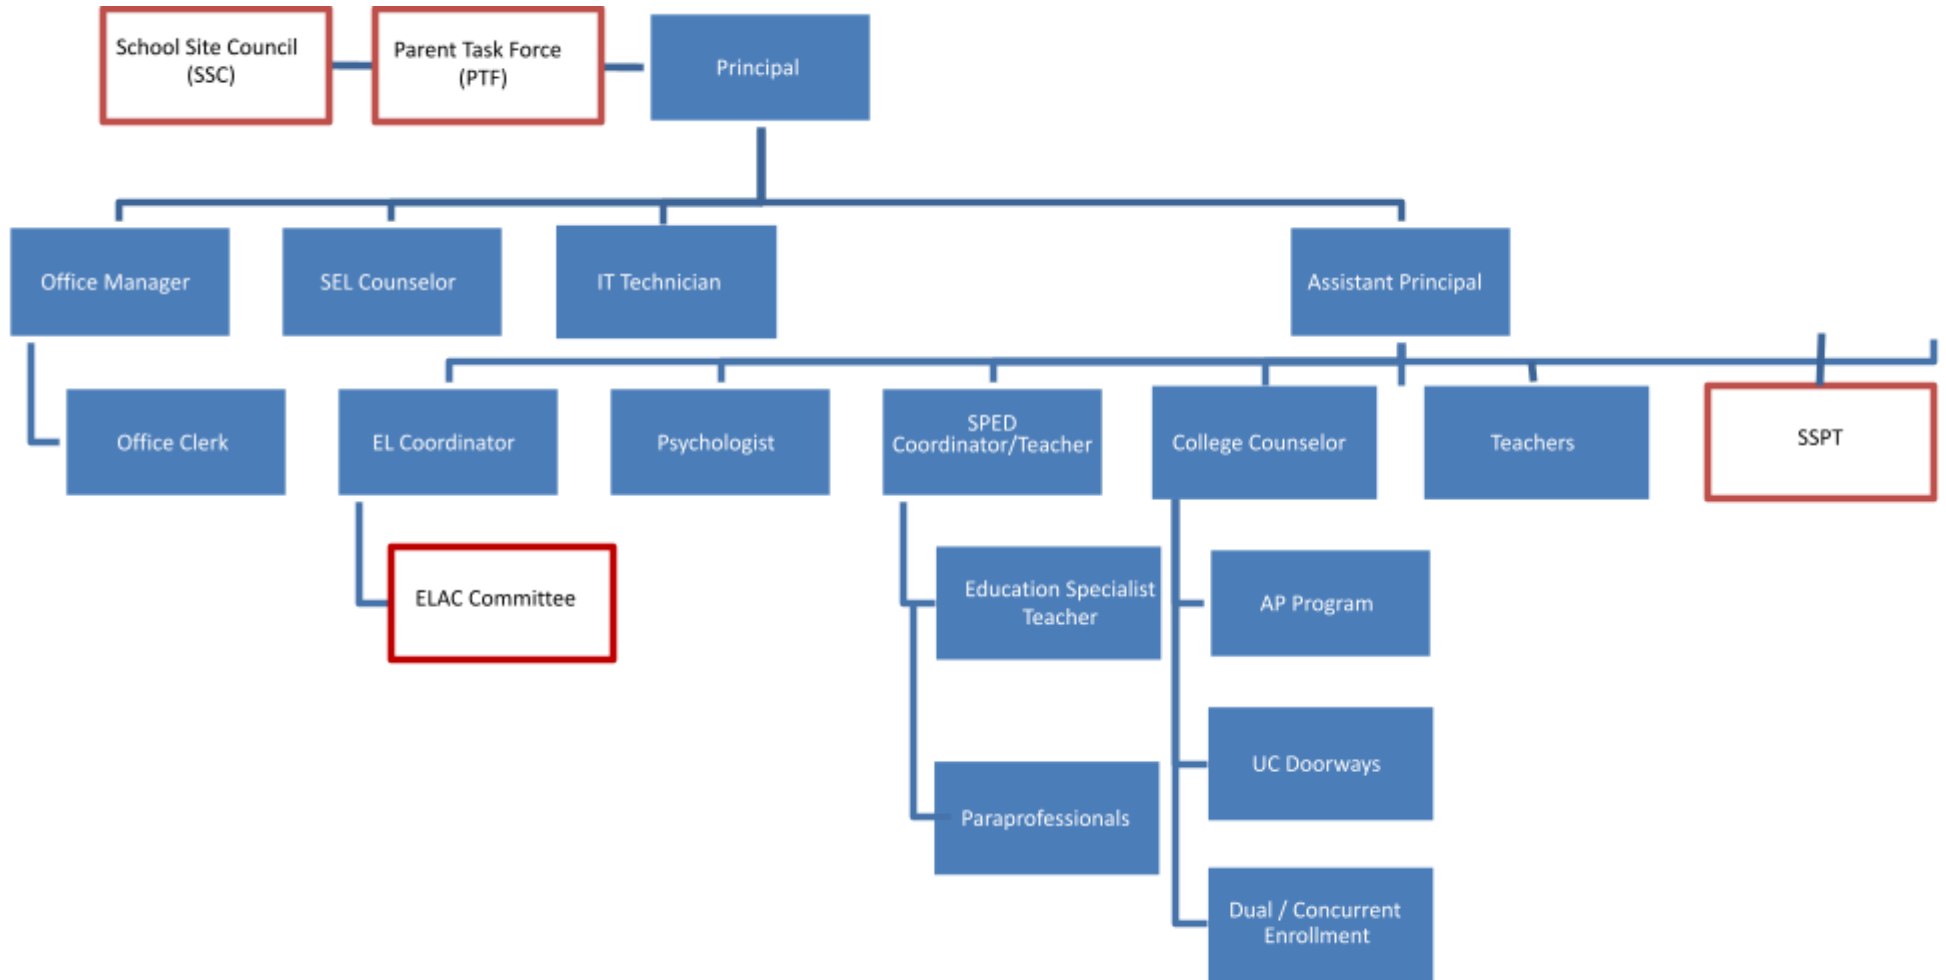 School Site Council
(SSC)
Parent Task Force
(PTF)
Principal
Office Manager
SEL Counselor
IT Technician
Assistant Principal
Office Clerk
EL Coordinator
Psychologist
SPED
Coordinator/Teacher
College Counselor
Teachers
SSPT
ELAC Committee
Education Specialist
Teacher
AP Program
UC Doorways
Paraprofessionals
Dual / Concurrent
Enrollment